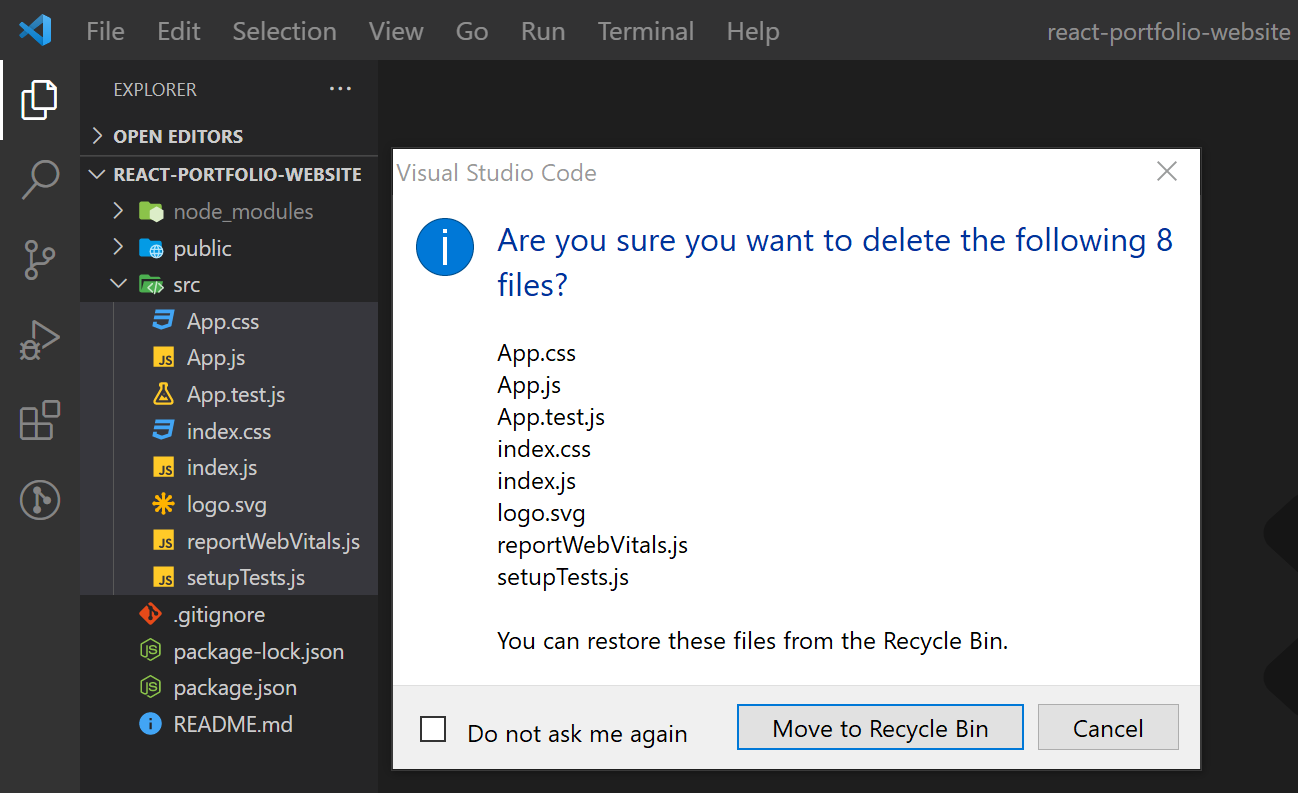 File Edit Selection View Go Run Terminal Help react-portfolio-website
EXPLORER ...
OPEN EDITORS
REACT-PORTFOLIO-WEBSITE
node_modules
public
src
App.css
App.js
App.test.js
index.css
index.js
logo.svg
reportWebVitals.js
setupTests.js
.gitignore
package-lock.json
package.json
README.md
Visual Studio Code
Are you sure you want to delete the following 8
files?
App.css
App.js
App.test.js
index.css
index.js
logo.svg
reportWebVitals.js
setupTests.js
You can restore these files from the Recycle Bin.
Do not ask me again
Move to Recycle Bin
Cancel